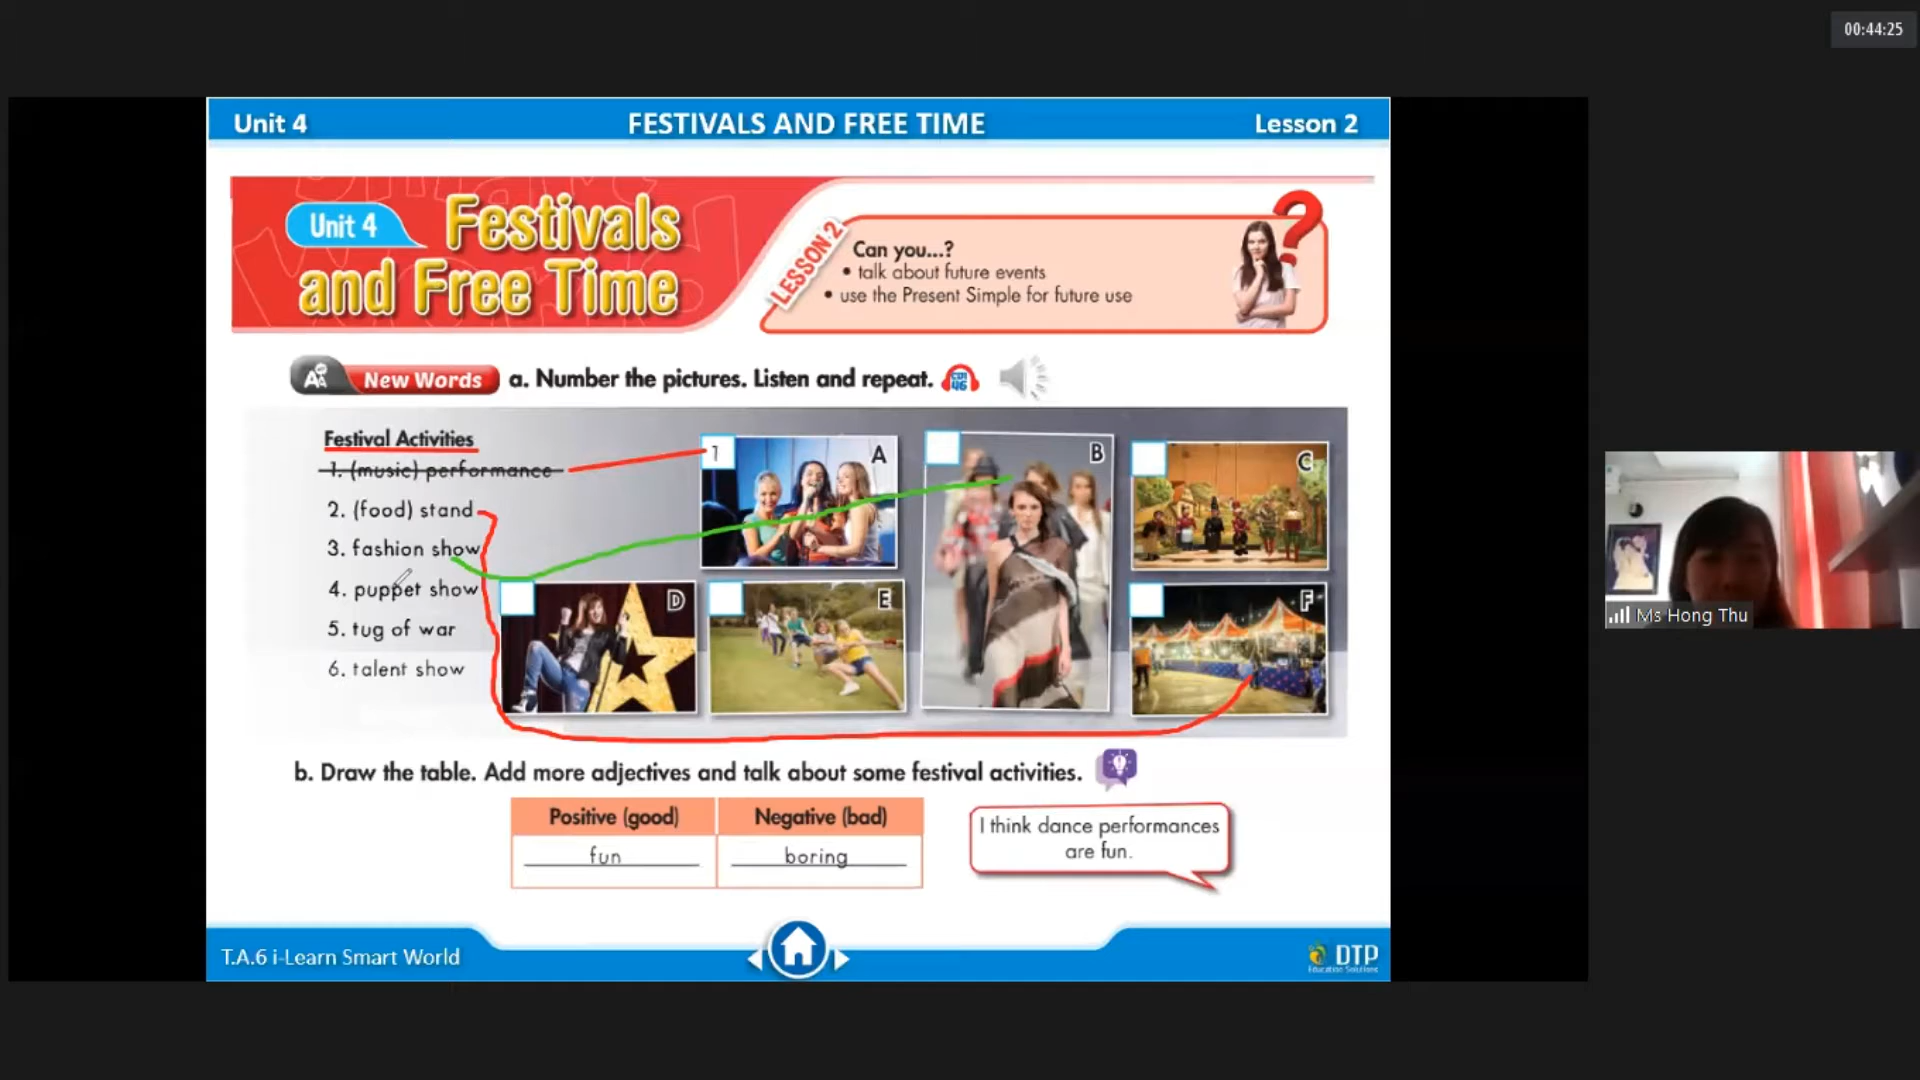 00:44:25
Unit 4
FESTIVALS AND FREE TIME
Lesson 2
Unit 4
Festivals
and Free Time
LESSON 2
Can you...?
• talk about future events
• use the Present Simple for future use
New Words
a. Number the pictures. Listen and repeat.
CD1
46
Festival Activities
1. (music) performance
2. (food) stand
3. fashion show
4. puppet show
5. tug of war
6. talent show
1
A
B
C
D
E
F
Ms Hong Thu
b. Draw the table. Add more adjectives and talk about some festival activities.
Positive (good)
Negative (bad)
fun
boring
I think dance performances
are fun.
T.A.6 i-Learn Smart World
DTP
Education Solutions